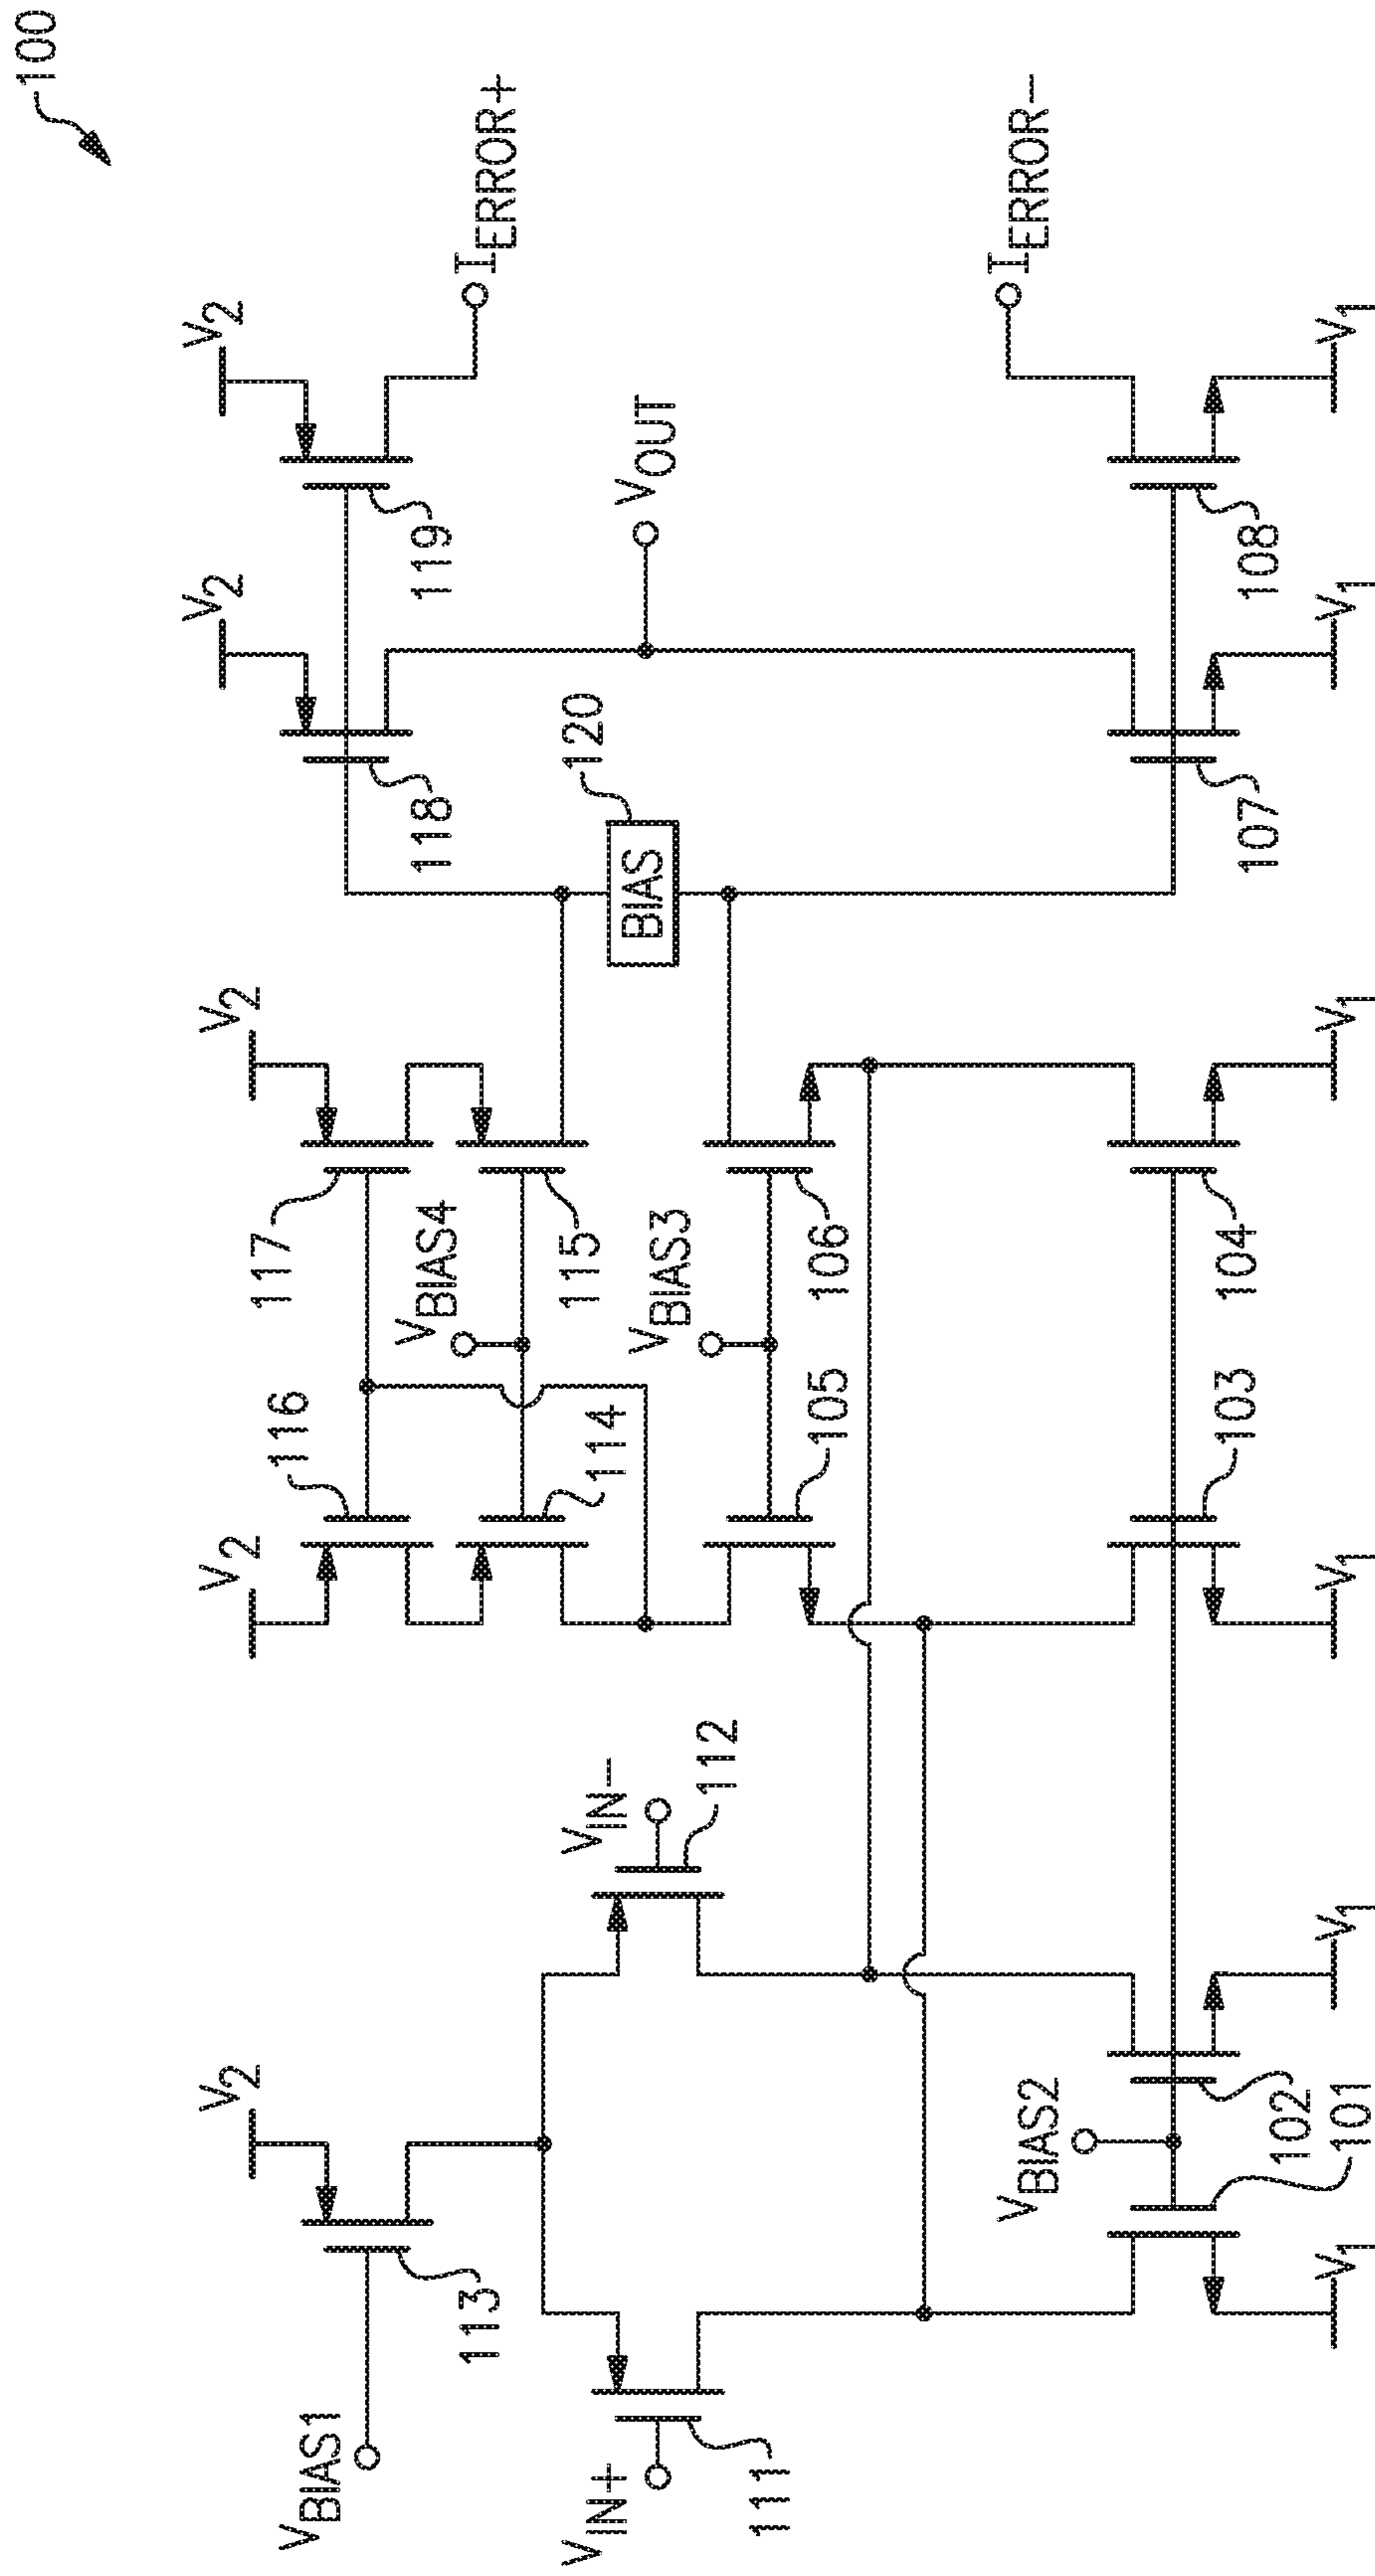 100
V2
V2
V2
V2
V2
VBIAS1
113
116
117
118
119
IERROR+
VBIAS4
114
115
VIN+
111
VIN-
112
120
BIAS
VOUT
VBIAS3
105
106
IERROR-
VBIAS2
101
102
103
104
107
108
V1
V1
V1
V1
V1
V1